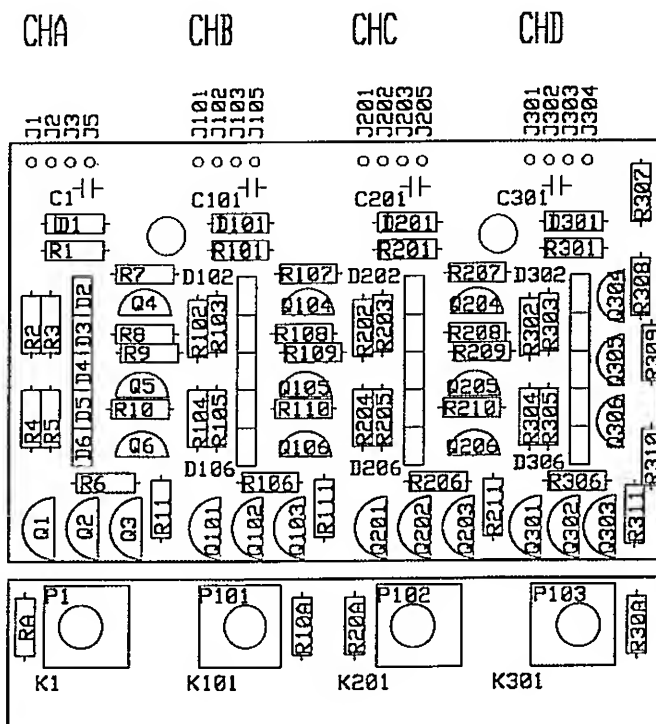 CHA CHB CHC CHD
J1 J2 J3 J5 J101 J102 J103 J105 J201 J202 J203 J205 J301 J302 J303 J304
C1 C101 C201 C301 R307
D1 D101 D201 D301
R1 R101 R201 R301
R7 D102 R107 D202 R207 D302 R308
D2 Q4 Q104 Q204 Q304
R2 R3 D3 R8 R102 R103 R108 R202 R203 R208 R302 R303 R309
D4 R9 R109 R209 Q305
Q5 Q105 Q205
R4 R5 D5 R10 R104 R105 R110 R204 R205 R210 R304 R305 Q306
D6 Q6 D106 Q106 D206 Q206 D306 R310
R6 R11 R106 R111 R206 R211 R306 R311
Q1 Q2 Q3 Q101 Q102 Q103 Q201 Q202 Q203 Q301 Q302 Q303
P1 P101 P102 P103
RA R10A R20A R30A
K1 K101 K201 K301